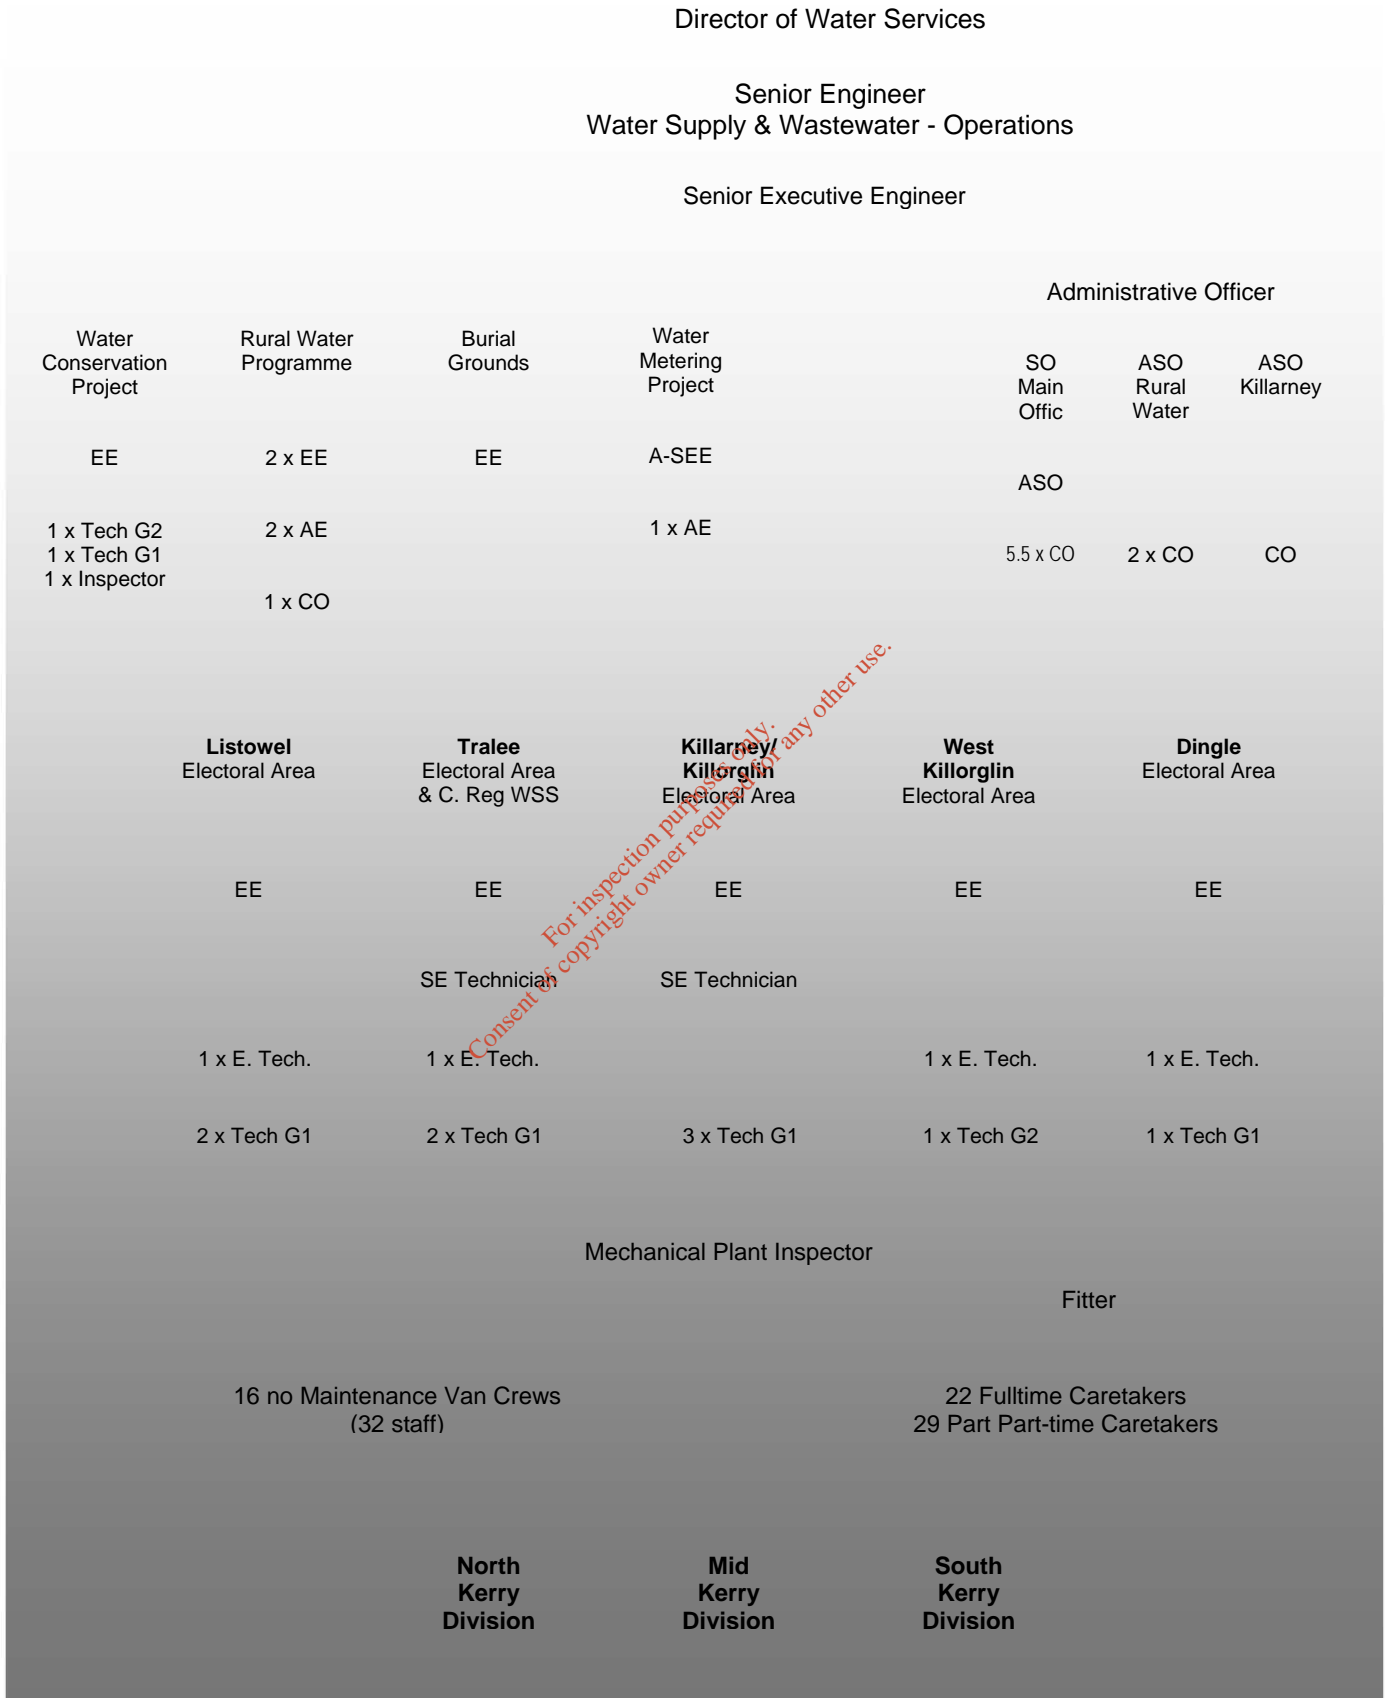 Director of Water Services
Senior Engineer
Water Supply & Wastewater - Operations
Senior Executive Engineer
Administrative Officer
Water
Conservation
Project
Rural Water
Programme
Burial
Grounds
Water
Metering
Project
SO
Main
Offic
ASO
Rural
Water
ASO
Killarney
EE
2 x EE
EE
A-SEE
ASO
1 x Tech G2
1 x Tech G1
1 x Inspector
2 x AE
1 x AE
5.5 x CO
2 x CO
CO
1 x CO
For inspection purposes only.
Consent of copyright owner required for any other use.
Listowel
Electoral Area
Tralee
Electoral Area
& C. Reg WSS
Killarney/
Killorglin
Electoral Area
West
Killorglin
Electoral Area
Dingle
Electoral Area
EE
EE
EE
EE
EE
SE Technician
SE Technician
1 x E. Tech.
1 x E. Tech.
1 x E. Tech.
1 x E. Tech.
2 x Tech G1
2 x Tech G1
3 x Tech G1
1 x Tech G2
1 x Tech G1
Mechanical Plant Inspector
Fitter
16 no Maintenance Van Crews
(32 staff)
22 Fulltime Caretakers
29 Part Part-time Caretakers
North
Kerry
Division
Mid
Kerry
Division
South
Kerry
Division